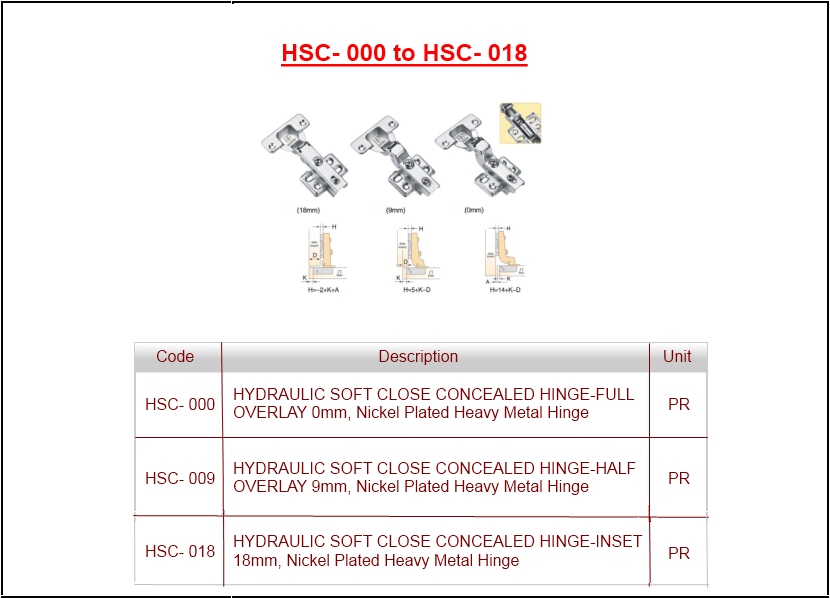 HSC- 000 to HSC- 018
(18mm) (9mm) (0mm)
H H H
D D
K K K
A
H=-2+K+A H=5+K-D H=14+K-D
Code Description Unit
HSC- 000 HYDRAULIC SOFT CLOSE CONCEALED HINGE-FULL OVERLAY 0mm, Nickel Plated Heavy Metal Hinge PR
HSC- 009 HYDRAULIC SOFT CLOSE CONCEALED HINGE-HALF OVERLAY 9mm, Nickel Plated Heavy Metal Hinge PR
HSC- 018 HYDRAULIC SOFT CLOSE CONCEALED HINGE-INSET 18mm, Nickel Plated Heavy Metal Hinge PR